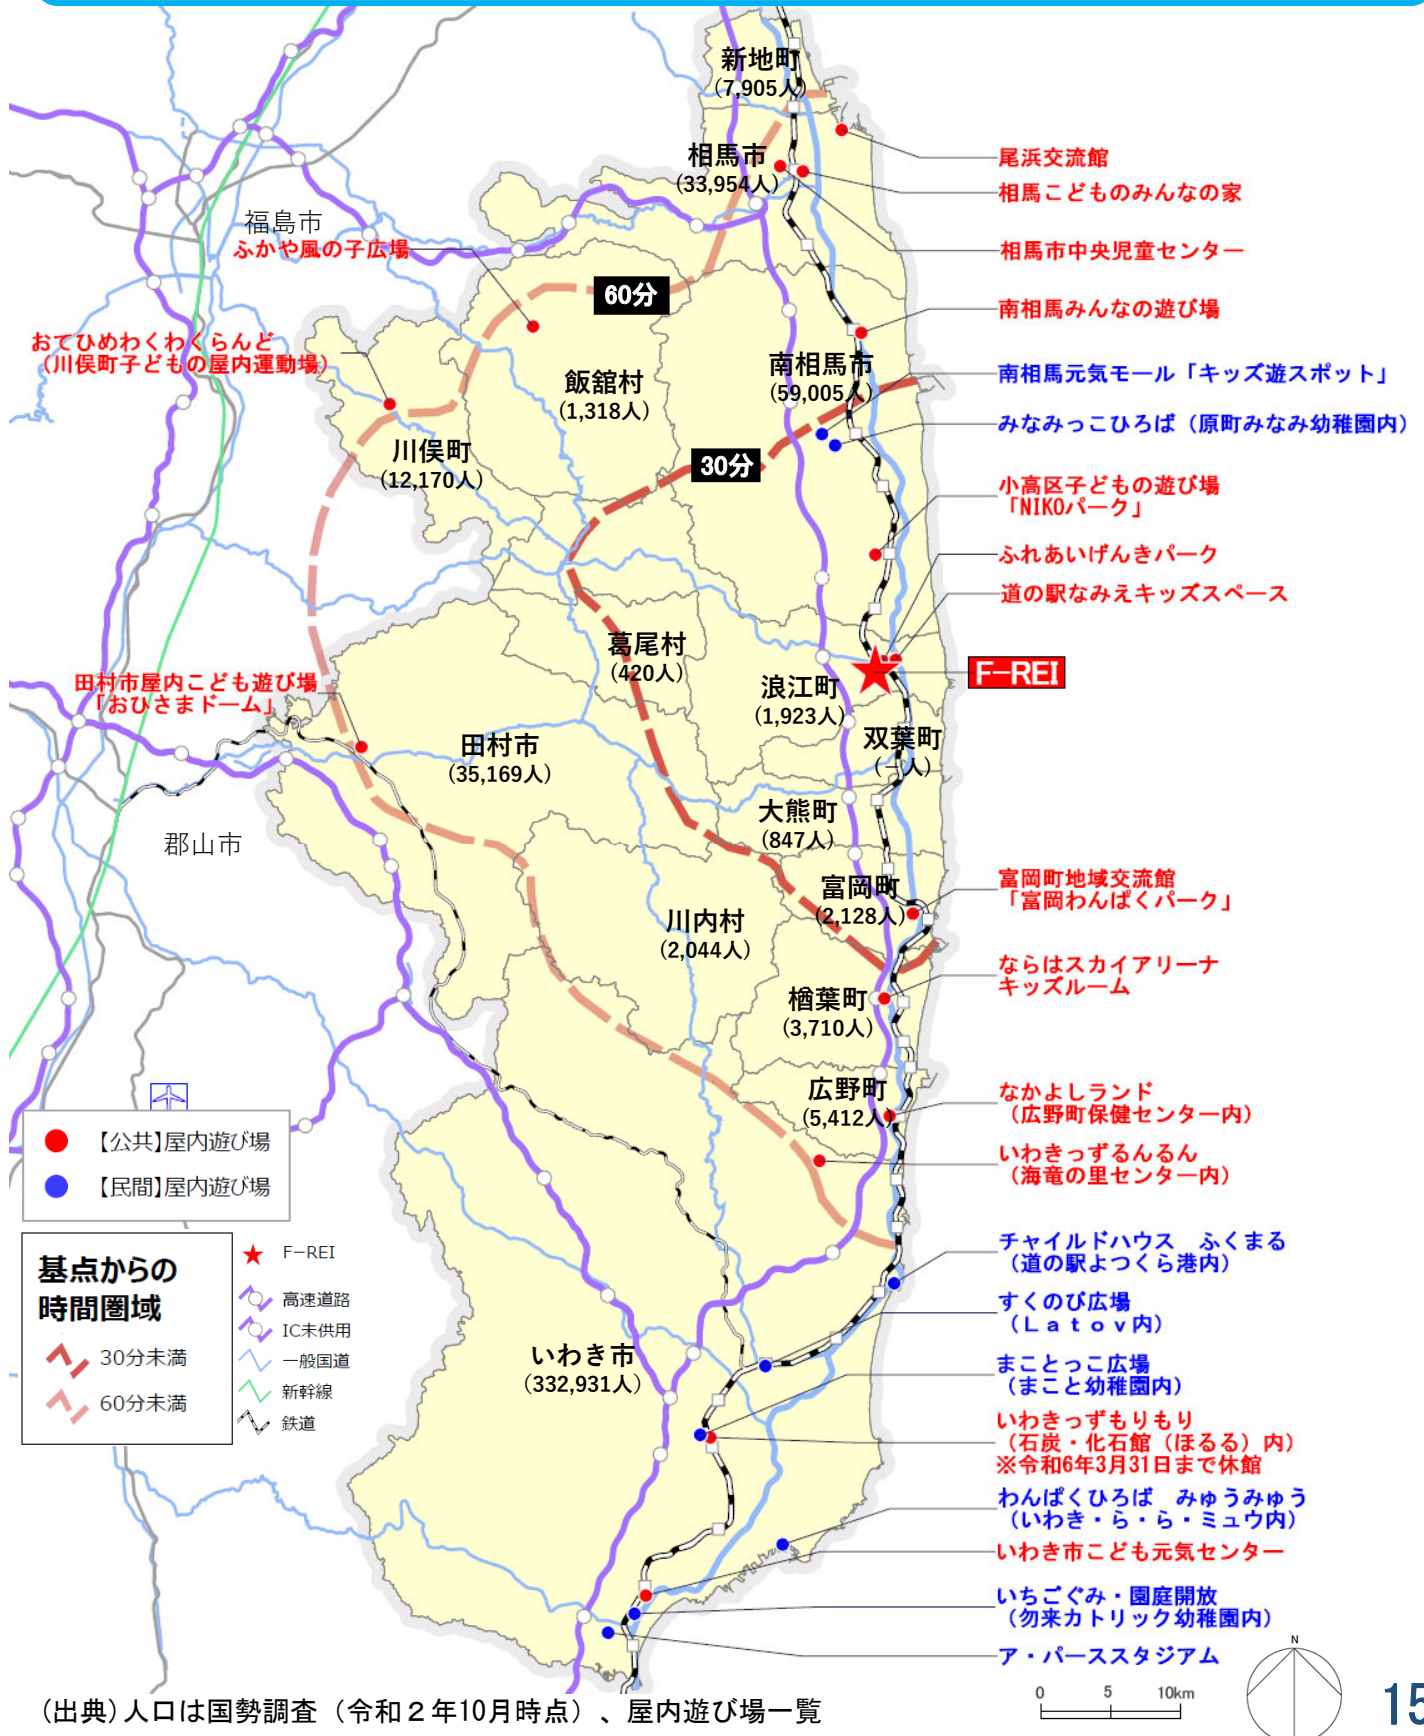 新地町
(7,905人)
相馬市
(33,954人)
福島市
ふかや風の子広場
60分
おてひめわくわくらんど
（川俣町子どもの屋内運動場）
飯舘村
(1,318人)
南相馬市
(59,005人)
川俣町
(12,170人)
30分
葛尾村
(420人)
浪江町
(1,923人)
双葉町
(－人)
F−REI
田村市屋内こども遊び場
「おひさまドーム」
田村市
(35,169人)
大熊町
(847人)
郡山市
富岡町
(2,128人)
川内村
(2,044人)
楢葉町
(3,710人)
広野町
(5,412人)
いわき市
(332,931人)
尾浜交流館
相馬こどものみんなの家
相馬市中央児童センター
南相馬みんなの遊び場
南相馬元気モール「キッズ遊スポット」
みなみっこひろば（原町みなみ幼稚園内）
小高区子どもの遊び場
「NIKOパーク」
ふれあいげんきパーク
道の駅なみえキッズスペース
富岡町地域交流館
「富岡わんぱくパーク」
ならはスカイアリーナ
キッズルーム
なかよしランド
（広野町保健センター内）
いわきっずるんるん
（海竜の里センター内）
チャイルドハウス　ふくまる
（道の駅よつくら港内）
すくのび広場
（Ｌａｔｏｖ内）
まことっこ広場
（まこと幼稚園内）
いわきっずもりもり
（石炭・化石館（ほるる）内）
※令和6年3月31日まで休館
わんぱくひろば　みゅうみゅう
（いわき・ら・ら・ミュウ内）
いわき市こども元気センター
いちごぐみ・園庭開放
（勿来カトリック幼稚園内）
ア・パーススタジアム
【公共】屋内遊び場
【民間】屋内遊び場
基点からの
時間圏域
30分未満
60分未満
F−REI
高速道路
IC未供用
一般国道
新幹線
鉄道
N
0 5 10km
(出典)人口は国勢調査（令和２年10月時点）、屋内遊び場一覧
15